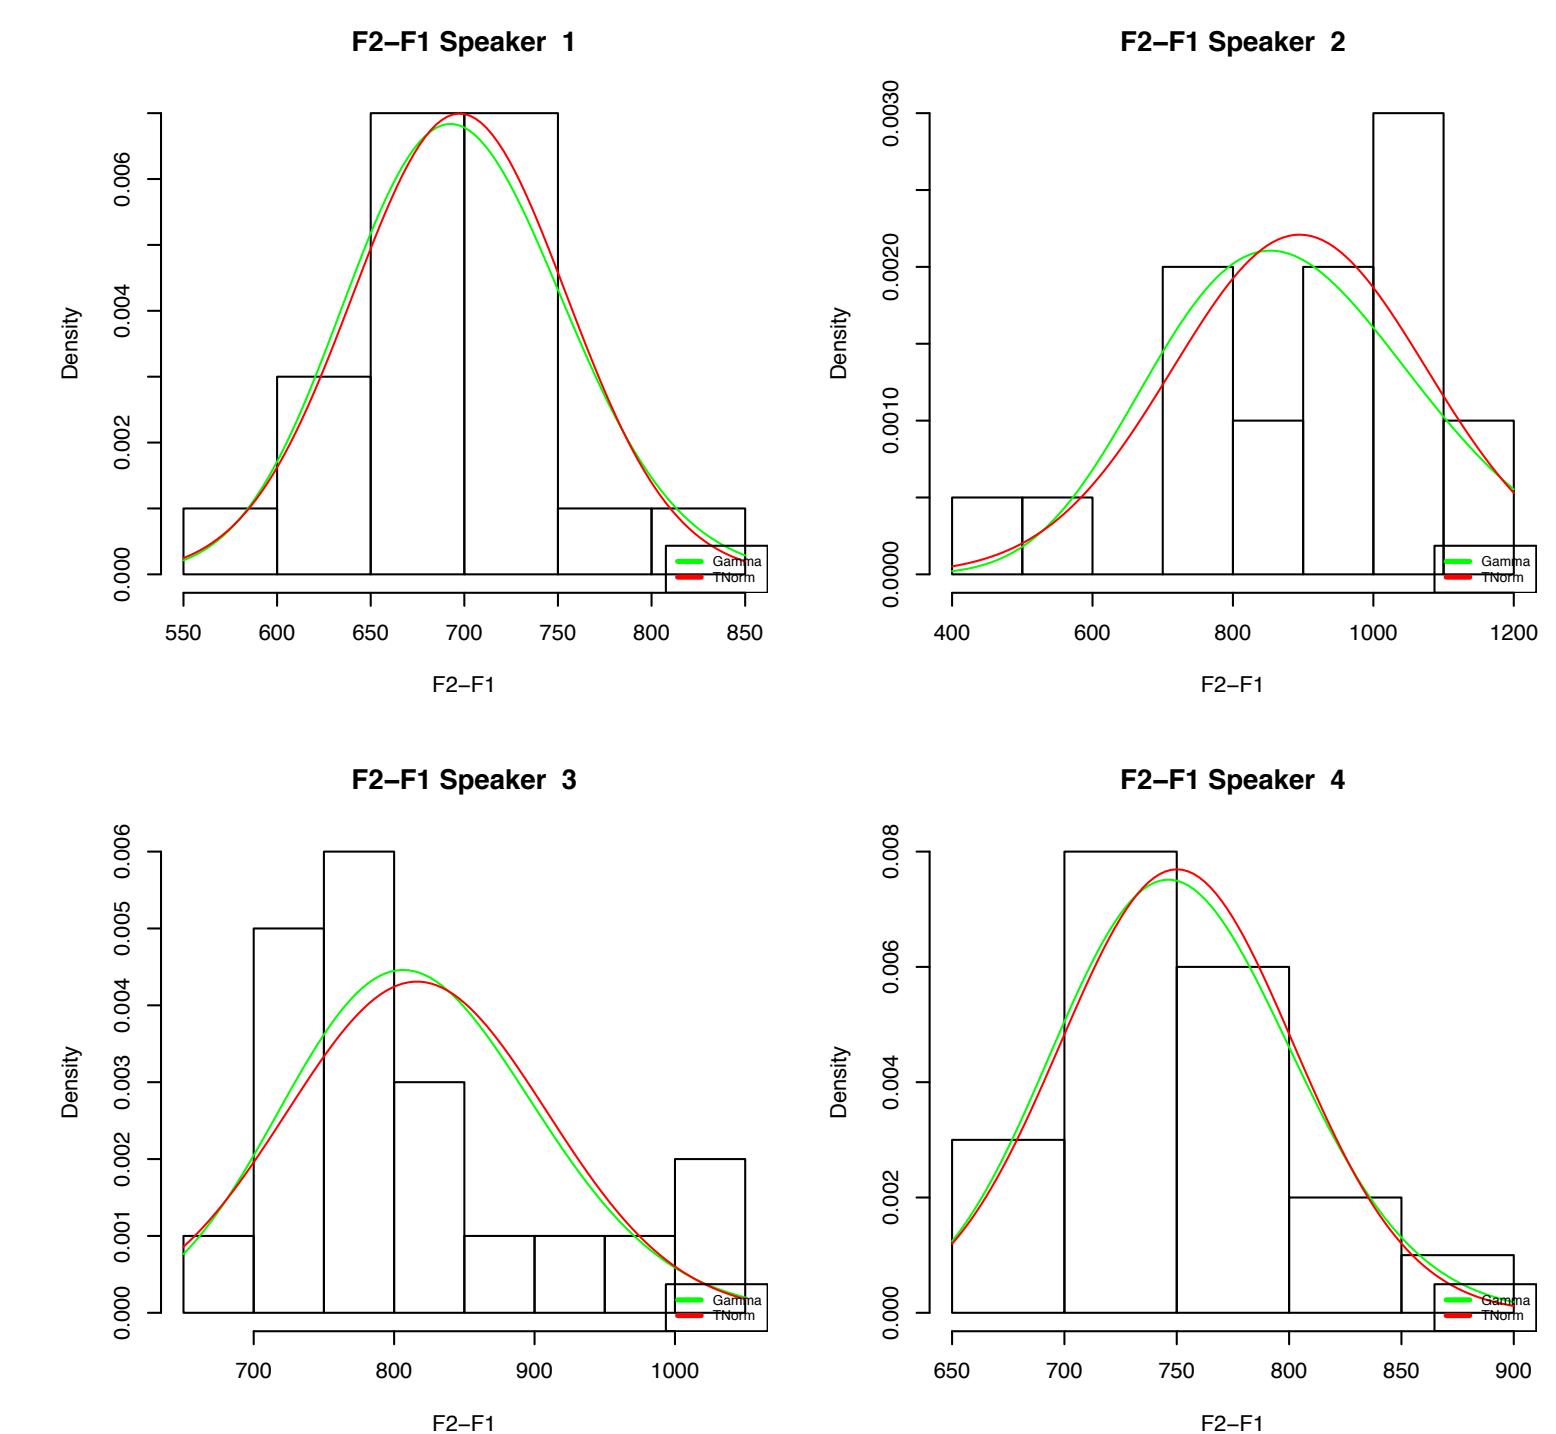 F2−F1 Speaker 1
Density
0.000 0.002 0.004 0.006
550 600 650 700 750 800 850
F2−F1
Gamma
TNorm
F2−F1 Speaker 2
Density
0.0000 0.0010 0.0020 0.0030
400 600 800 1000 1200
F2−F1
Gamma
TNorm
F2−F1 Speaker 3
Density
0.000 0.001 0.002 0.003 0.004 0.005 0.006
700 800 900 1000
F2−F1
Gamma
TNorm
F2−F1 Speaker 4
Density
0.000 0.002 0.004 0.006 0.008
650 700 750 800 850 900
F2−F1
Gamma
TNorm